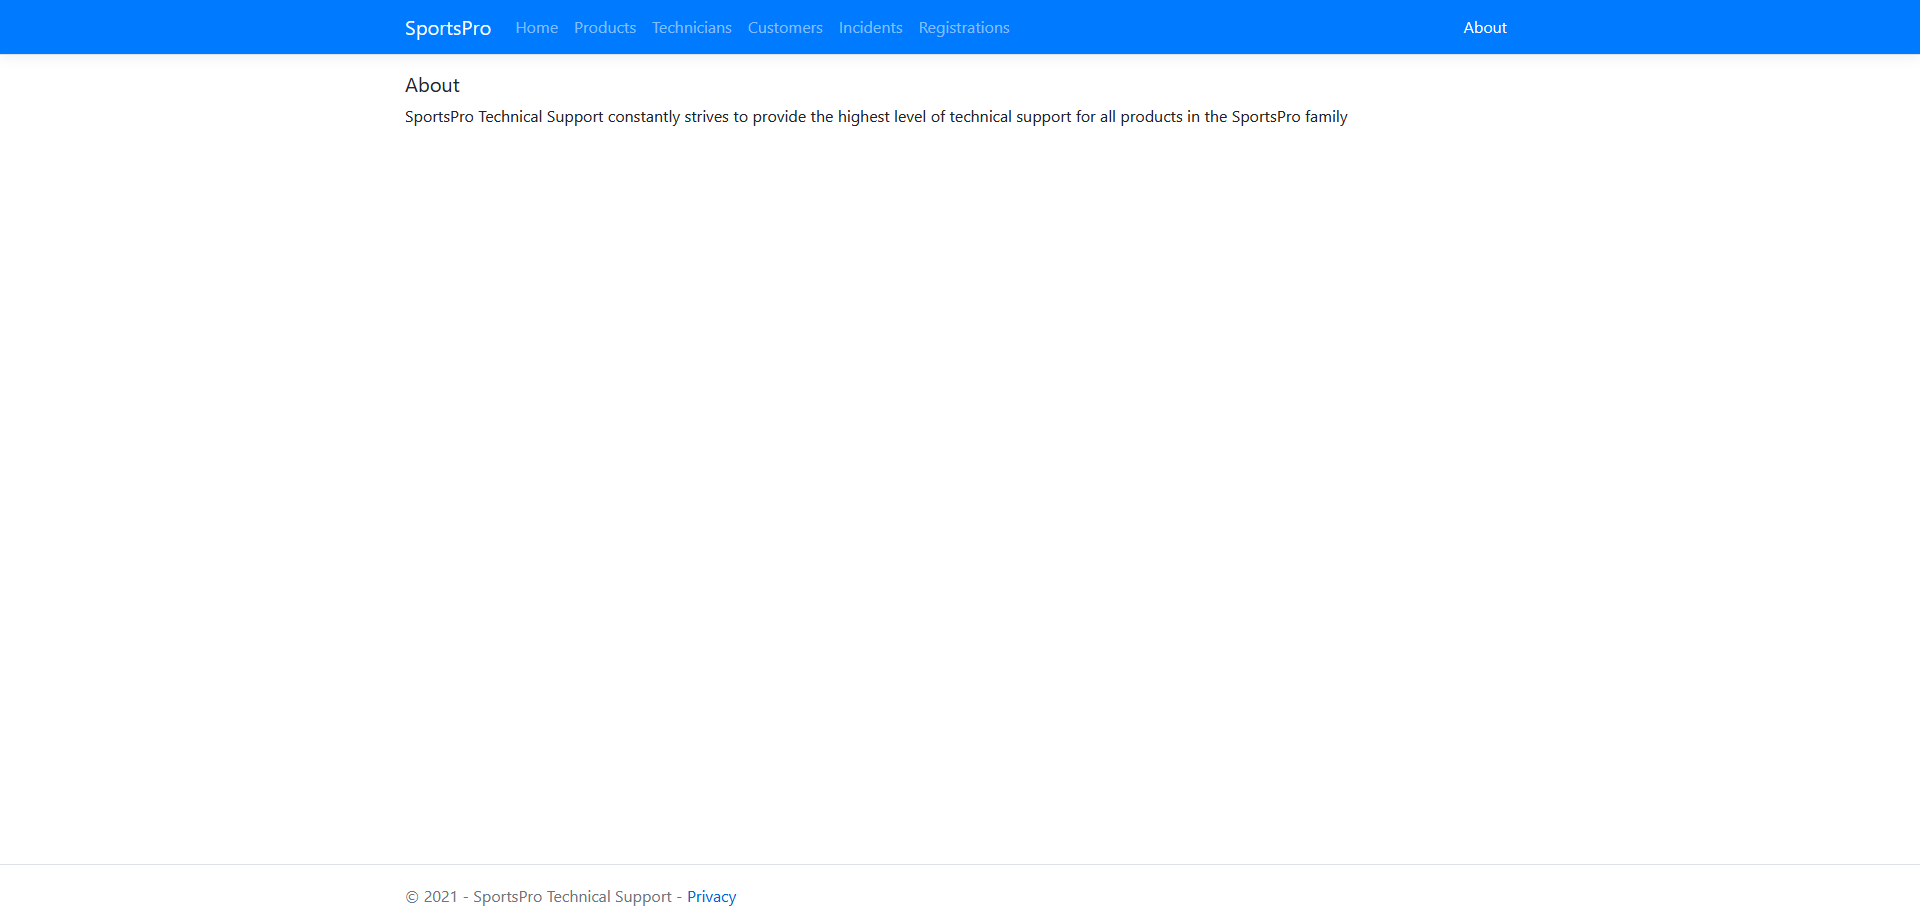 SportsPro Home Products Technicians Customers Incidents Registrations About
About
SportsPro Technical Support constantly strives to provide the highest level of technical support for all products in the SportsPro family
© 2021 - SportsPro Technical Support - Privacy